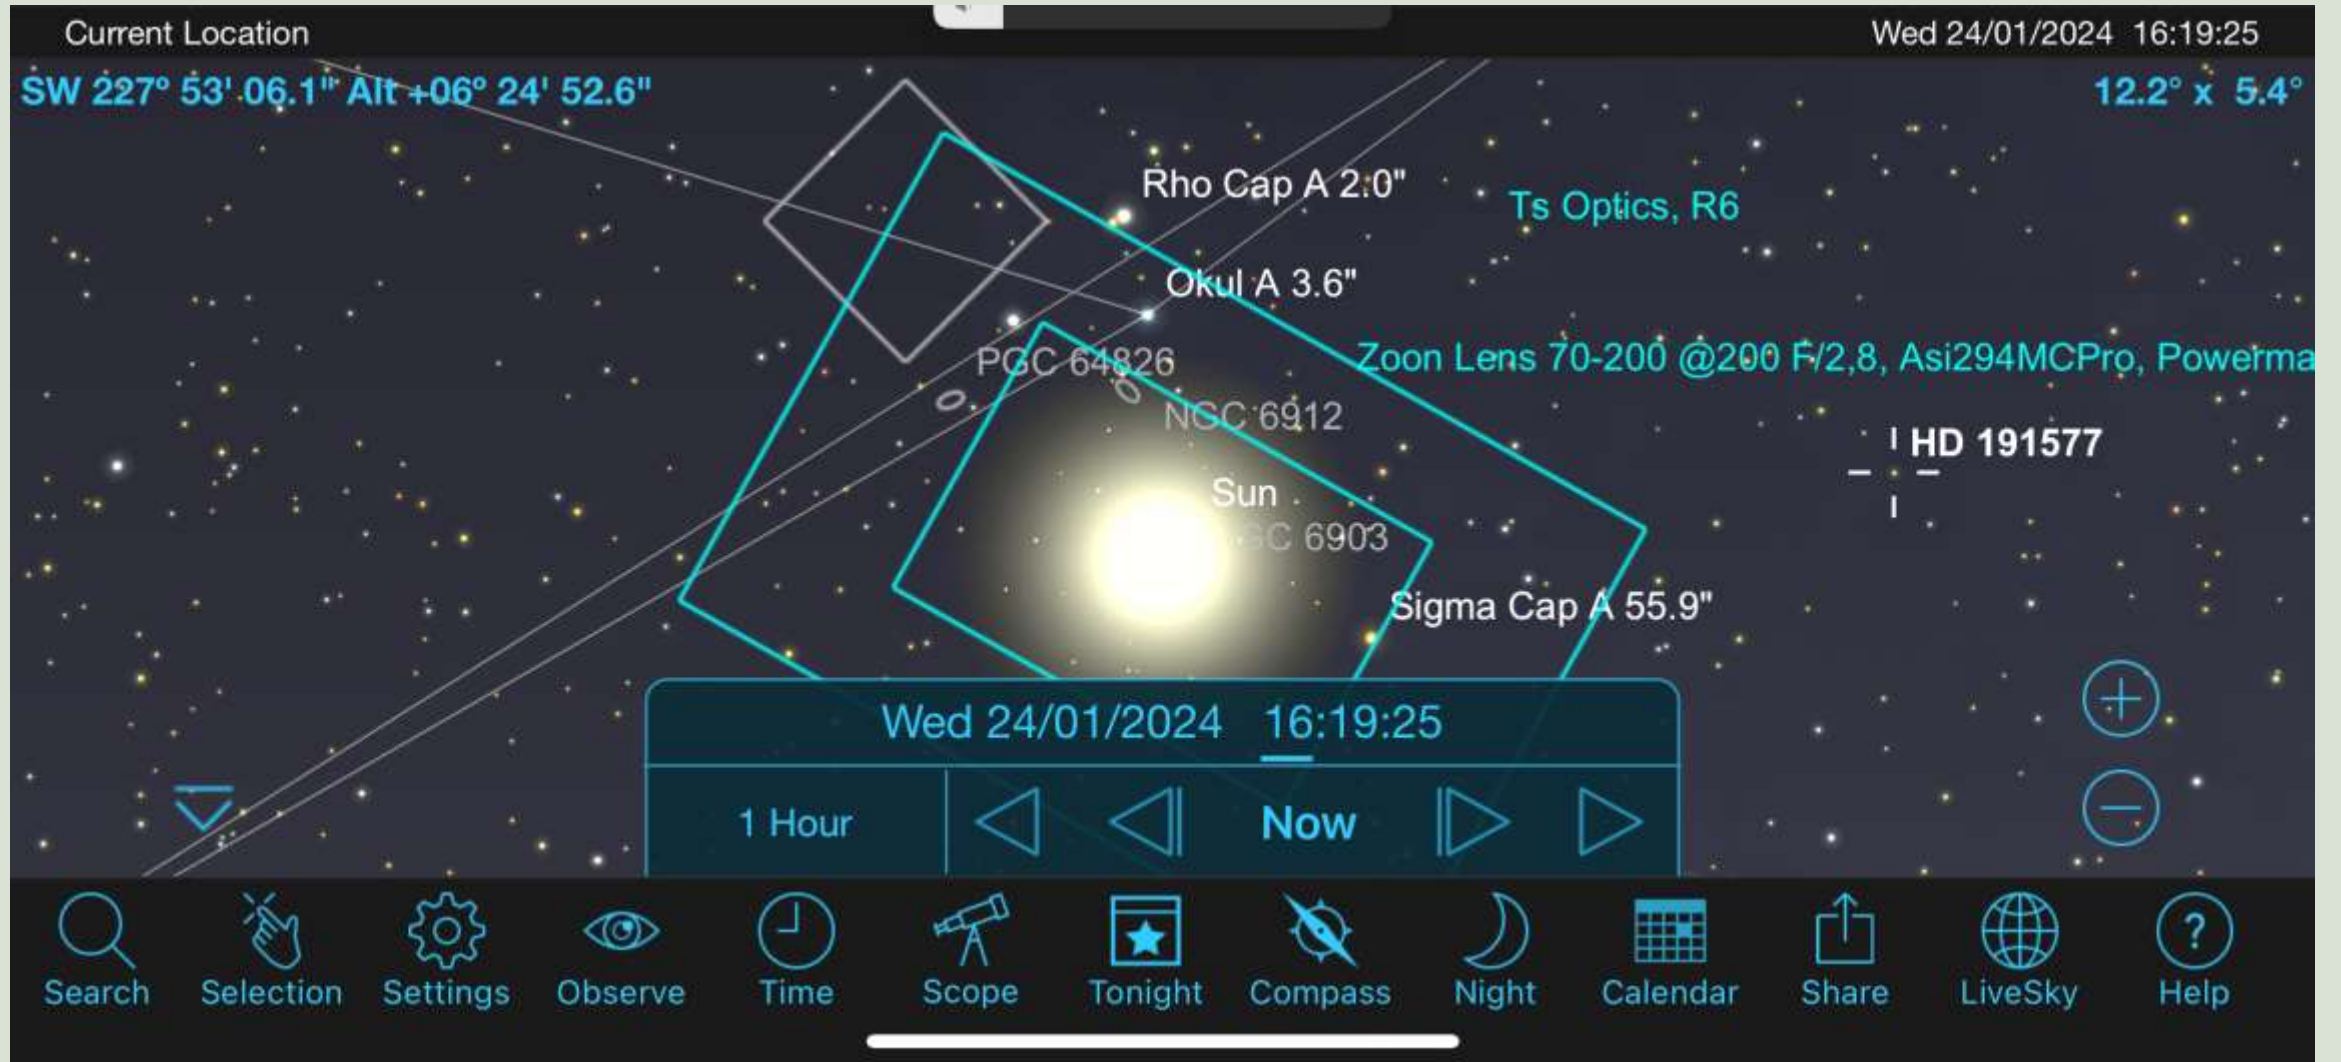 Current Location
Wed 24/01/2024 16:19:25
SW 227° 53' 06.1" Alt +06° 24' 52.6"
12.2° x 5.4°
Rho Cap A 2.0"
Ts Optics, R6
Okul A 3.6"
PGC 64826
Zoon Lens 70-200 @200 F/2,8, Asi294MCPro, Powerma
NGC 6912
HD 191577
Sun
GC 6903
Sigma Cap A 55.9"
Wed 24/01/2024 16:19:25
1 Hour
Now
Search Selection Settings Observe Time Scope Tonight Compass Night Calendar Share LiveSky Help